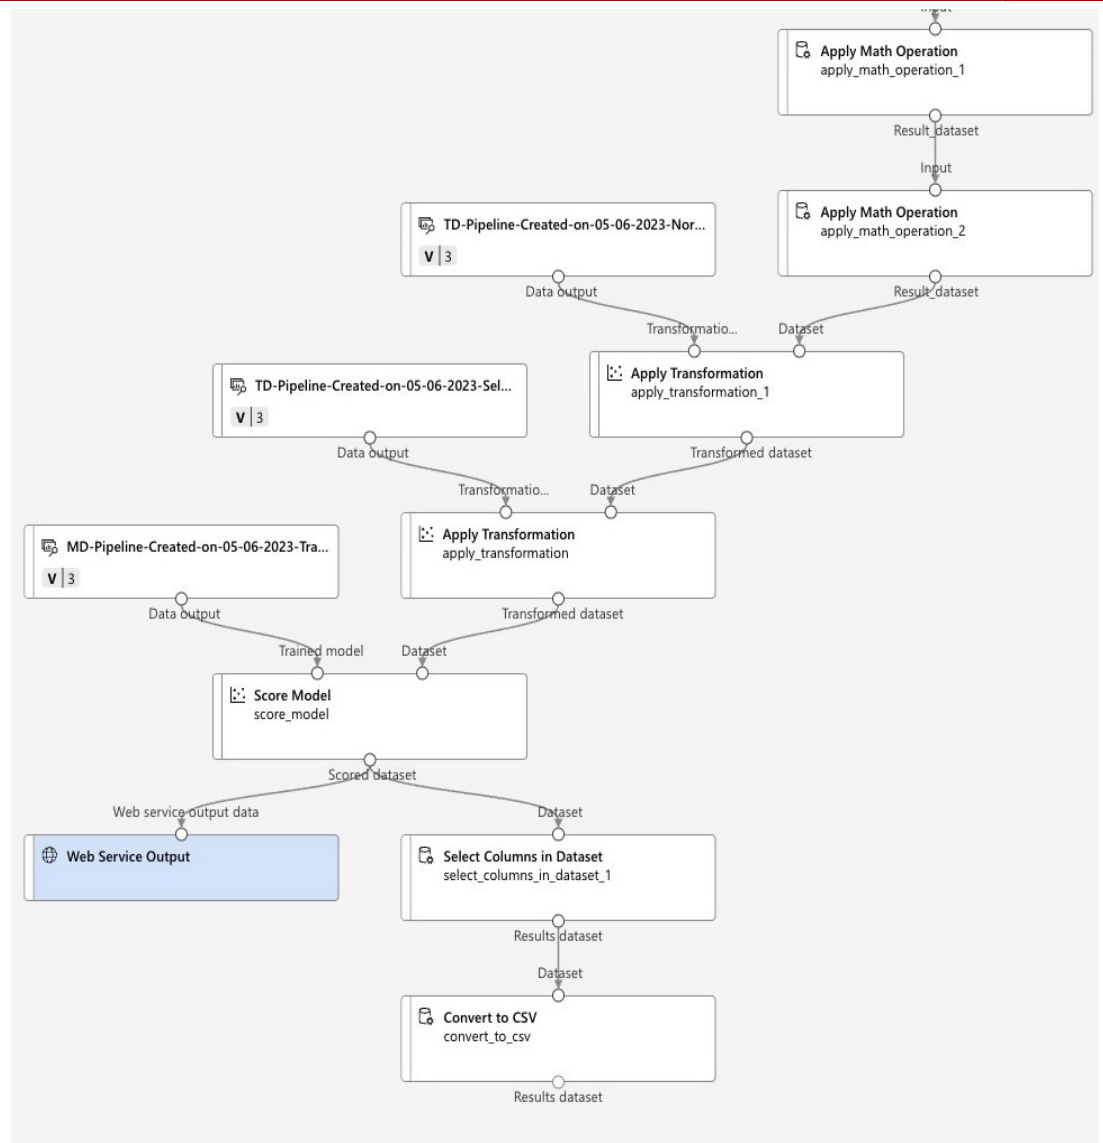 Input
Apply Math Operation
apply_math_operation_1
Result_dataset
Input
Apply Math Operation
apply_math_operation_2
Result_dataset
TD-Pipeline-Created-on-05-06-2023-Nor...
V 3
Data output
Transformatio...
Dataset
Apply Transformation
apply_transformation_1
Transformed dataset
TD-Pipeline-Created-on-05-06-2023-Sel...
V 3
Data output
Transformatio...
Dataset
Apply Transformation
apply_transformation
Transformed dataset
MD-Pipeline-Created-on-05-06-2023-Tra...
V 3
Data output
Trained model
Dataset
Score Model
score_model
Scored dataset
Web service output data
Dataset
Web Service Output
Select Columns in Dataset
select_columns_in_dataset_1
Results dataset
Dataset
Convert to CSV
convert_to_csv
Results dataset